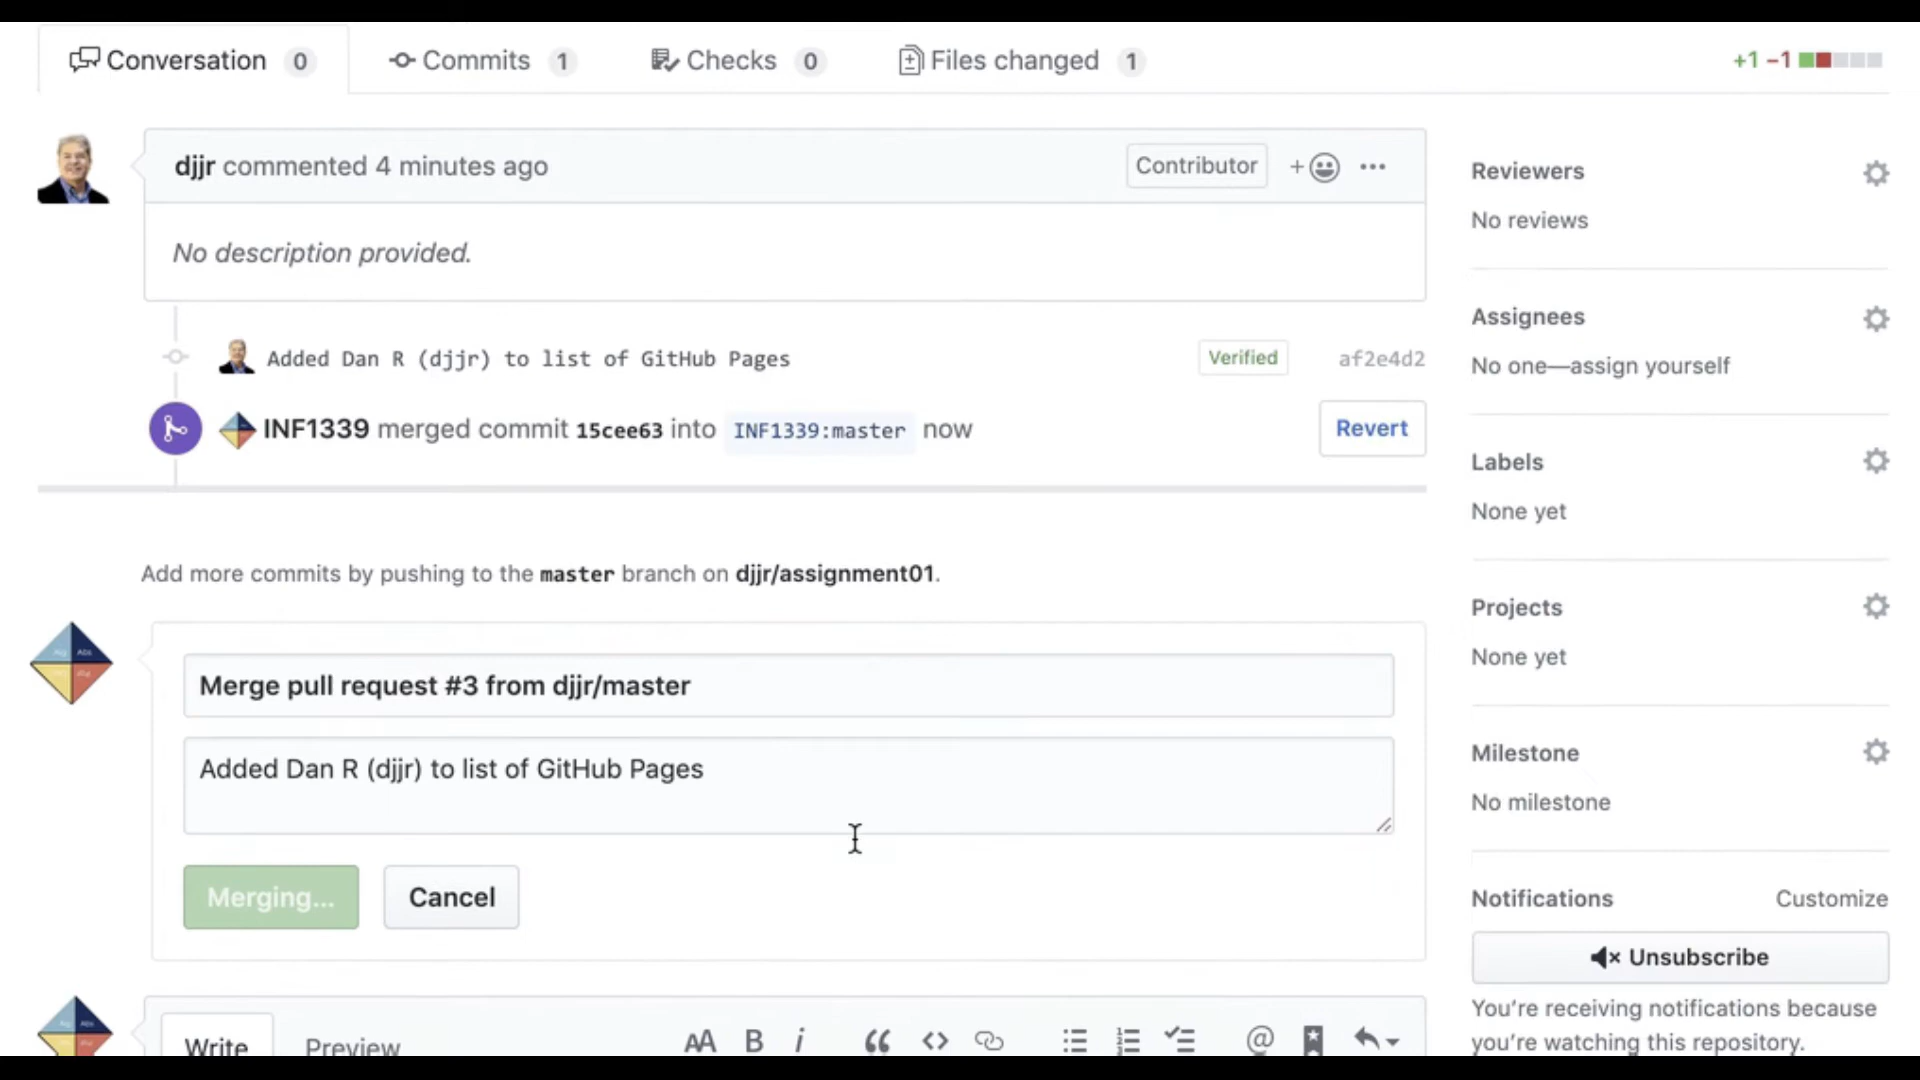 Conversation 0 Commits 1 Checks 0 Files changed 1 +1 −1
djjr commented 4 minutes ago Contributor + •••
No description provided.
Added Dan R (djjr) to list of GitHub Pages Verified af2e4d2
INF1339 merged commit 15cee63 into INF1339:master now Revert
Add more commits by pushing to the master branch on djjr/assignment01.
Merge pull request #3 from djjr/master
Added Dan R (djjr) to list of GitHub Pages
Merging... Cancel
Write Preview AA B i “ <> @
Reviewers
No reviews
Assignees
No one—assign yourself
Labels
None yet
Projects
None yet
Milestone
No milestone
Notifications Customize
Unsubscribe
You’re receiving notifications because
you’re watching this repository.